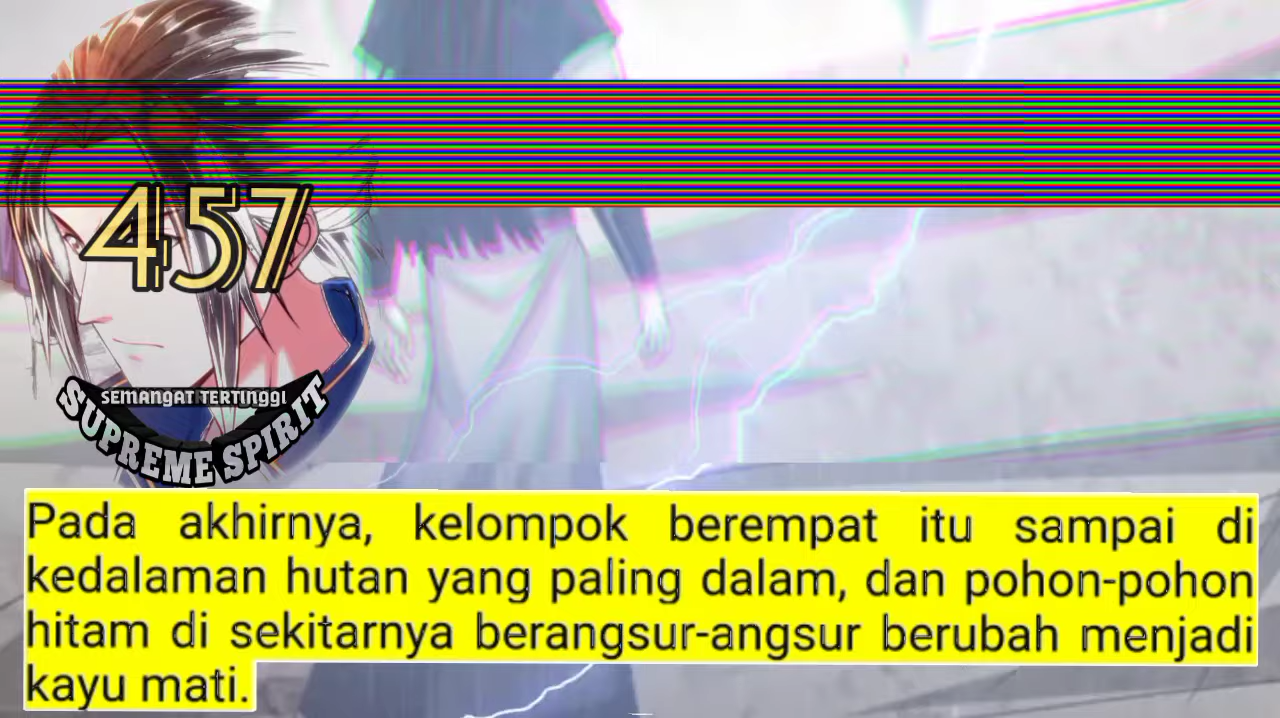 457
SEMANGAT TERTINGGI
SUPREME SPIRIT
Pada akhirnya, kelompok berempat itu sampai di
kedalaman hutan yang paling dalam, dan pohon-pohon
hitam di sekitarnya berangsur-angsur berubah menjadi
kayu mati.